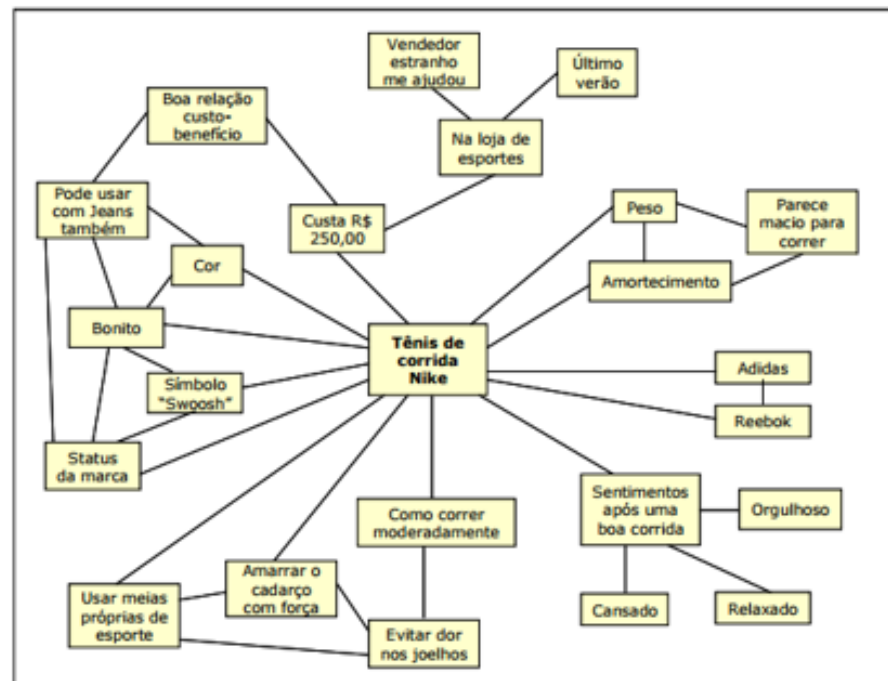 Vendedor
estranho
me ajudou
Último
verão
Boa relação
custo-
benefício
Na loja de
esportes
Pode usar
com Jeans
também
Custa R$
250,00
Peso
Parece
macio para
correr
Cor
Amortecimento
Bonito
Tênis de
corrida
Nike
Adidas
Símbolo
"Swoosh"
Reebok
Status
da marca
Sentimentos
após uma
boa corrida
Orgulhoso
Como correr
moderadamente
Amarrar o
cadarço
com força
Usar meias
próprias de
esporte
Cansado
Relaxado
Evitar dor
nos joelhos